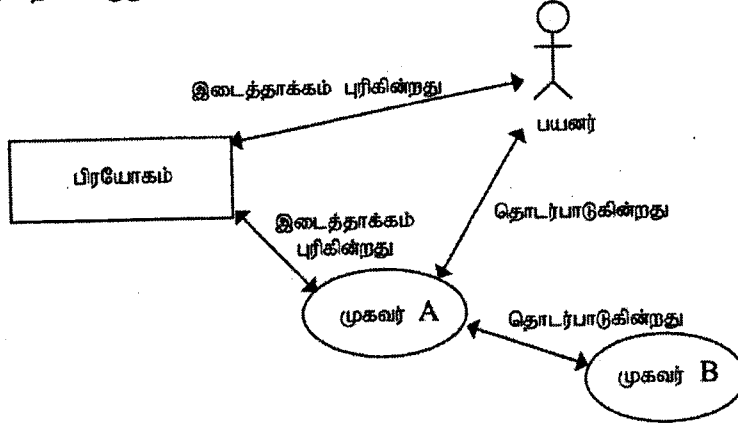 இடைத்தாக்கம் புரிகின்றது
பயனர்
பிரயோகம்
இடைத்தாக்கம்
புரிகின்றது
தொடர்பாடுகின்றது
முகவர் A
தொடர்பாடுகின்றது
முகவர் B